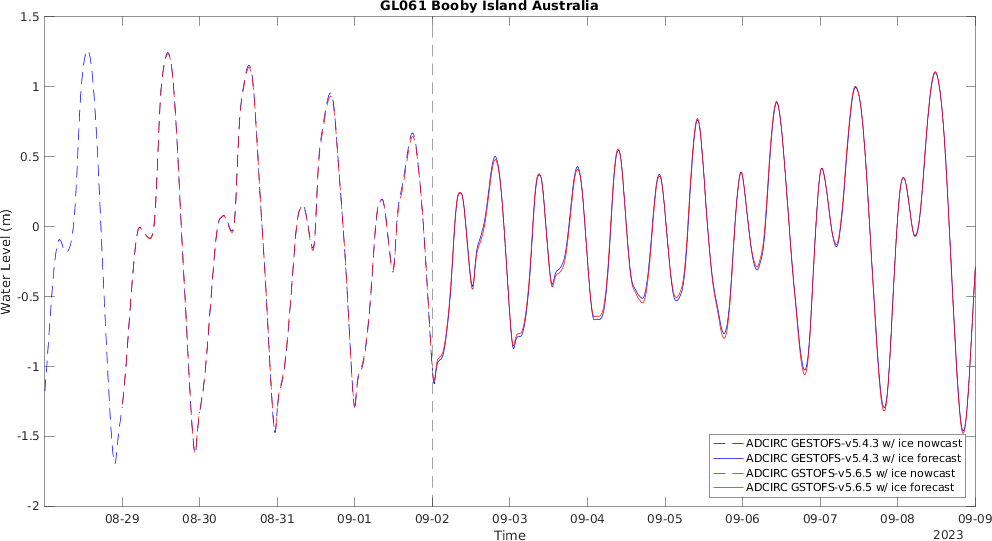 GL061 Booby Island Australia
1.5
1
0.5
0
-0.5
-1
-1.5
-2
Water Level (m)
ADCIRC GESTOFS-v5.4.3 w/ ice nowcast
ADCIRC GESTOFS-v5.4.3 w/ ice forecast
ADCIRC GSTOFS-v5.6.5 w/ ice nowcast
ADCIRC GSTOFS-v5.6.5 w/ ice forecast
08-29 08-30 08-31 09-01 09-02 09-03 09-04 09-05 09-06 09-07 09-08 09-09
Time
2023